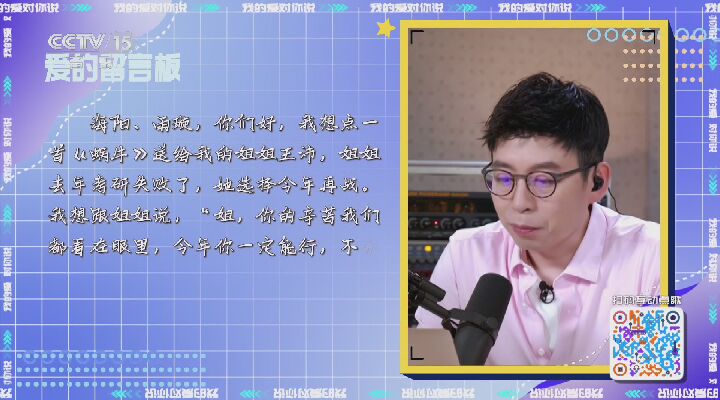 我的爱对你说
CCTV 15
音乐
爱的留言板
海阳、雨璇，你们好，我想点一
首《蜗牛》送给我的姐姐王沛，姐姐
去年考研失败了，她选择今年再战。
我想跟姐姐说，“姐，你的辛苦我们
都看在眼里，今年你一定能行，不
扫码互动点歌